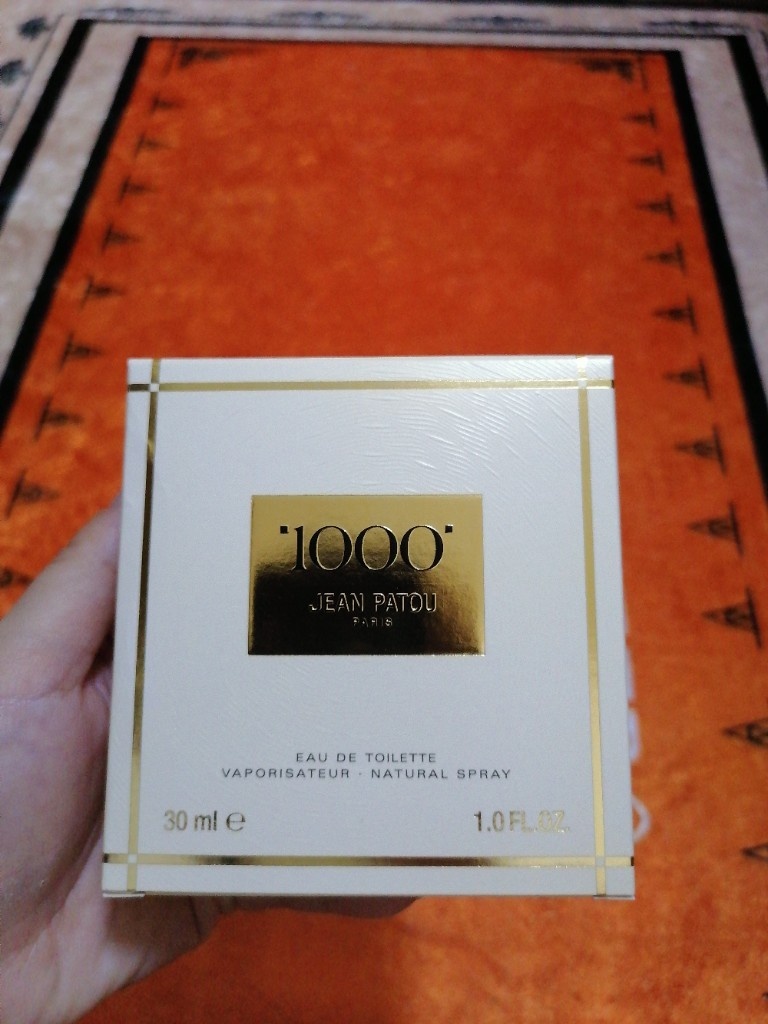 "1000"
JEAN PATOU
PARIS
EAU DE TOILETTE
VAPORISATEUR · NATURAL SPRAY
30 ml ℮
1.0 FL.OZ.